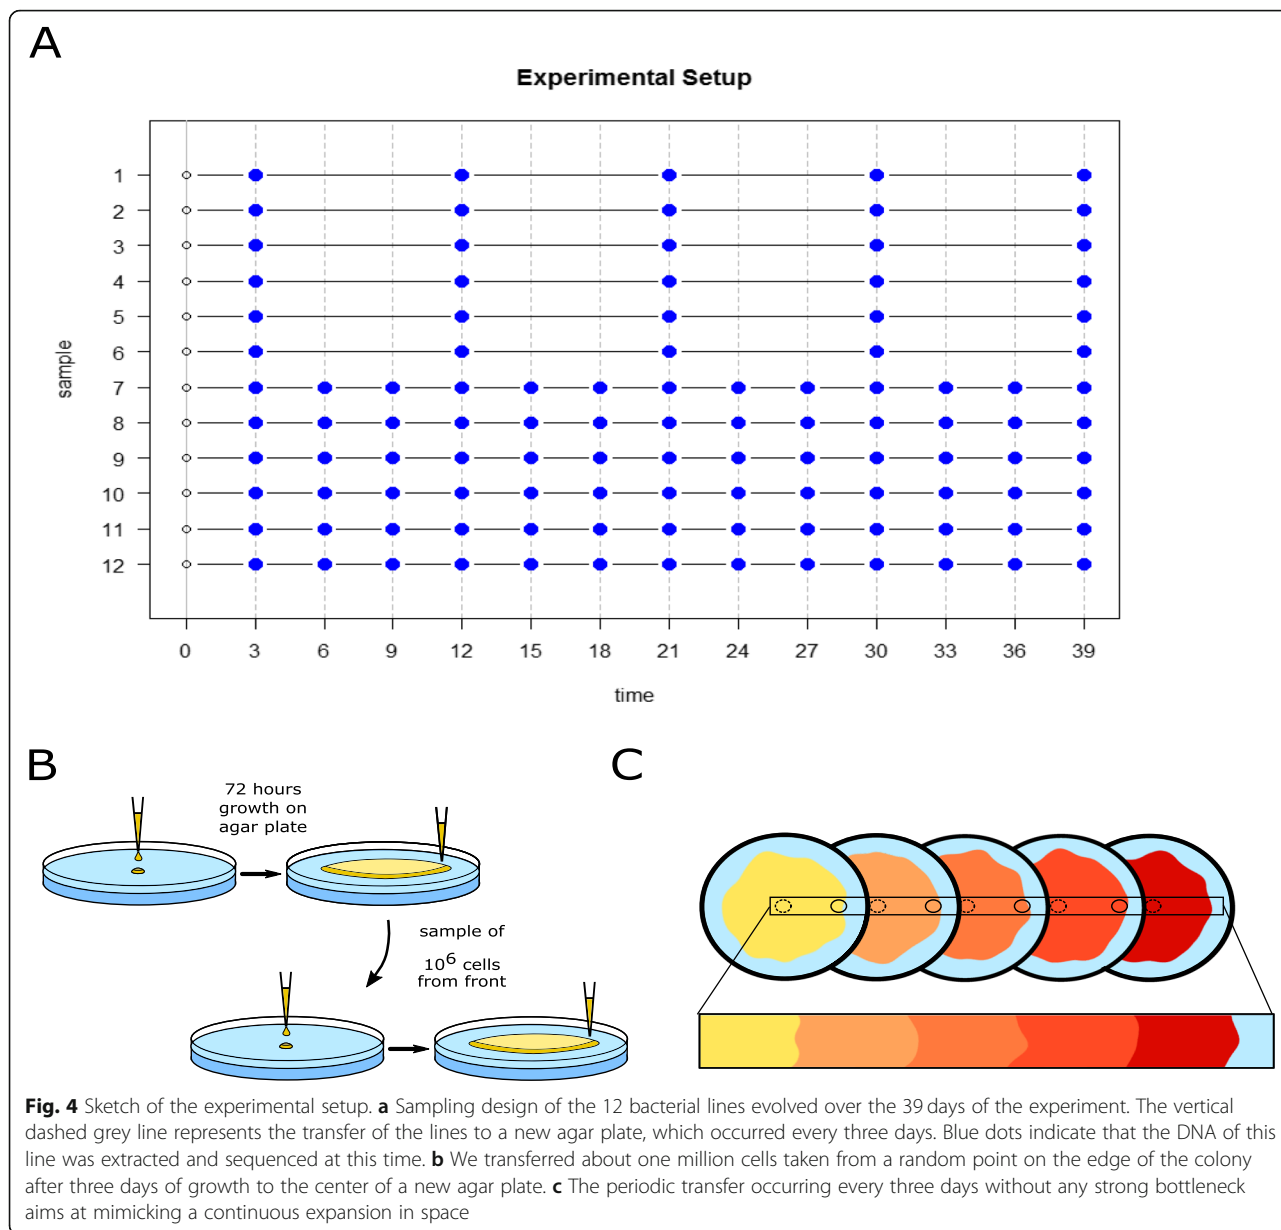 A
Experimental Setup
sample
1
2
3
4
5
6
7
8
9
10
11
12
0 3 6 9 12 15 18 21 24 27 30 33 36 39
time
B
72 hours
growth on
agar plate
sample of
10⁶ cells
from front
C
Fig. 4 Sketch of the experimental setup. a Sampling design of the 12 bacterial lines evolved over the 39 days of the experiment. The vertical
dashed grey line represents the transfer of the lines to a new agar plate, which occurred every three days. Blue dots indicate that the DNA of this
line was extracted and sequenced at this time. b We transferred about one million cells taken from a random point on the edge of the colony
after three days of growth to the center of a new agar plate. c The periodic transfer occurring every three days without any strong bottleneck
aims at mimicking a continuous expansion in space